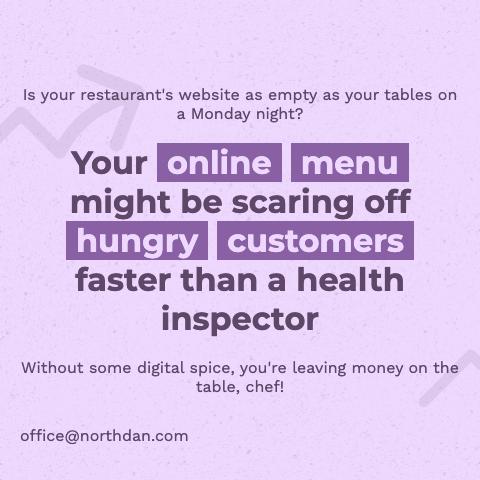 Is your restaurant's website as empty as your tables on
a Monday night?
Your online menu
might be scaring off
hungry customers
faster than a health
inspector
Without some digital spice, you're leaving money on the
table, chef!
office@northdan.com